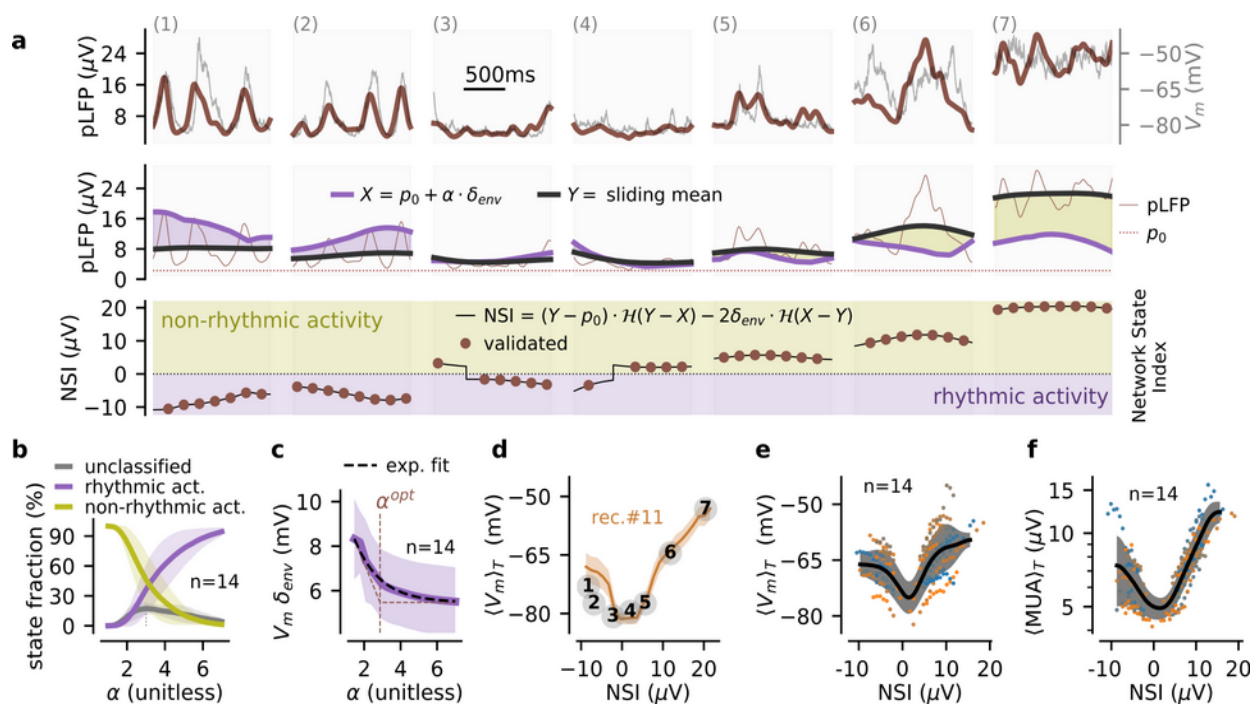 (1) (2) (3) (4) (5) (6) (7)
a
pLFP (μV)
24
16
8
500ms
−50
−65
−80
V_m (mV)
pLFP (μV)
24
16
8
0
X = p_0 + α · δ_env
Y = sliding mean
pLFP
p_0
NSI (μV)
20
10
0
−10
non-rhythmic activity
NSI = (Y − p_0) · ℋ(Y − X) − 2δ_env · ℋ(X − Y)
validated
rhythmic activity
Network State
Index
b
unclassified
rhythmic act.
non-rhythmic act.
state fraction (%)
90
60
30
0
n=14
2 4 6
α (unitless)
c
exp. fit
α^opt
n=14
V_m δ_env (mV)
10
8
6
2 4 6
α (unitless)
d
⟨V_m⟩_T (mV)
−50
−65
−80
rec.#11
1 2 3 4 5 6 7
−10 0 10 20
NSI (μV)
e
n=14
⟨V_m⟩_T (mV)
−50
−65
−80
−10 0 10 20
NSI (μV)
f
n=14
⟨MUA⟩_T (μV)
15
10
5
−10 0 10 20
NSI (μV)